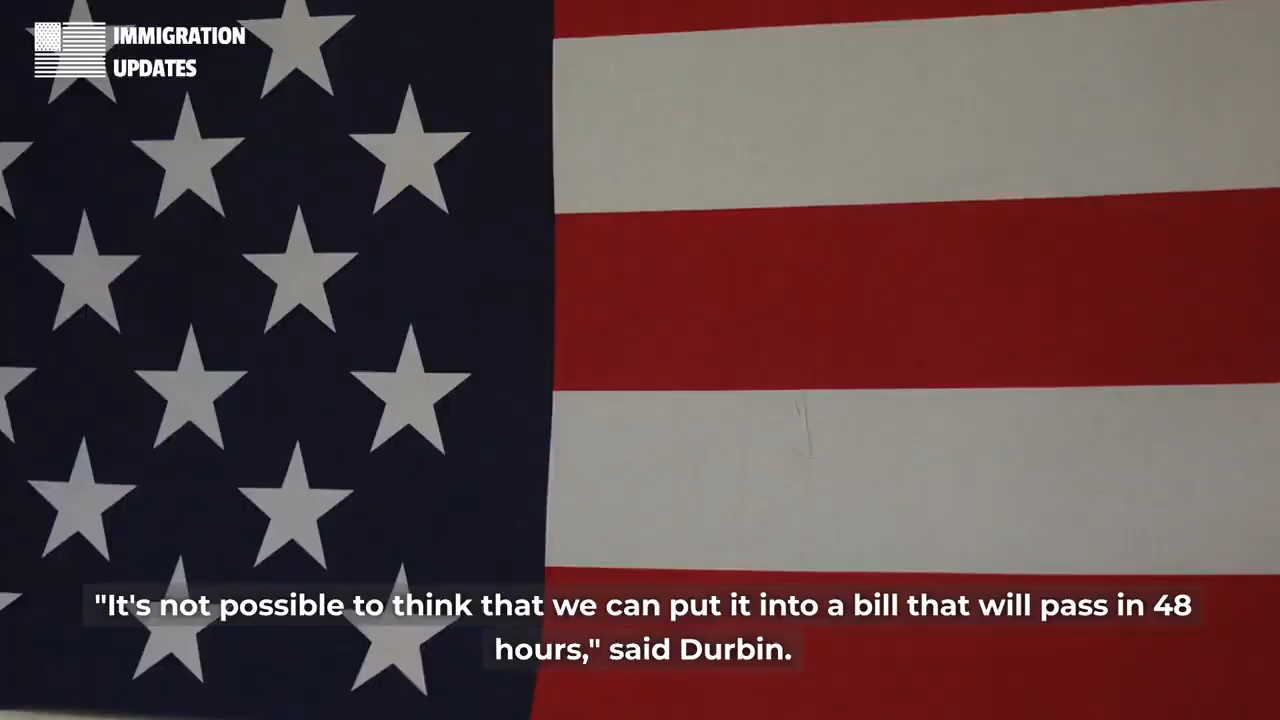 IMMIGRATION
UPDATES
"It's not possible to think that we can put it into a bill that will pass in 48
hours," said Durbin.